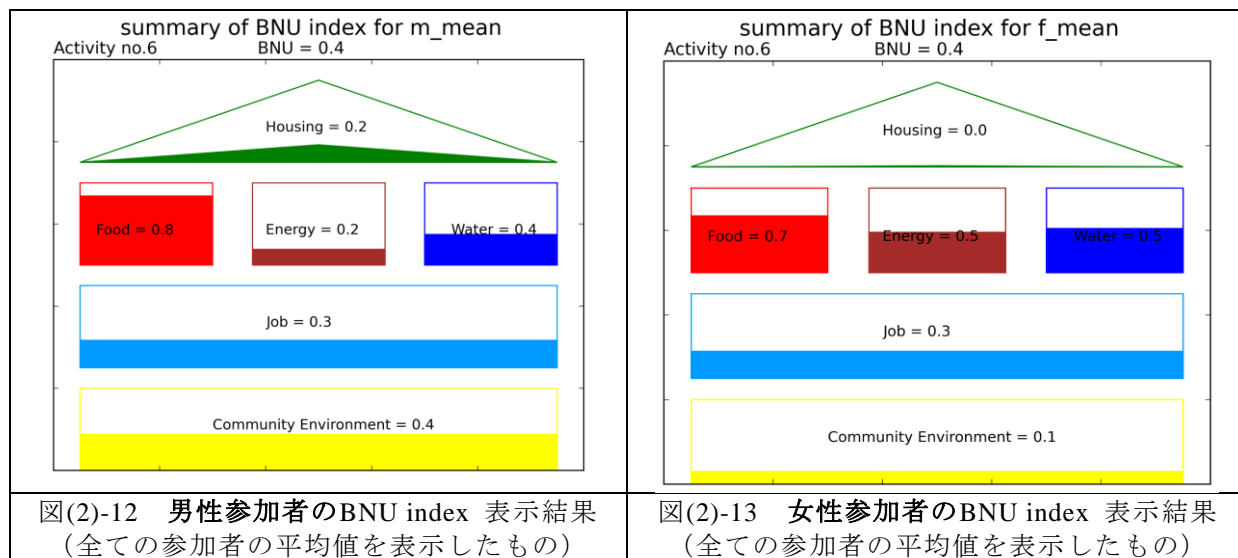 summary of BNU index for m_mean
Activity no.6 BNU = 0.4
Housing = 0.2
Food = 0.8 Energy = 0.2 Water = 0.4
Job = 0.3
Community Environment = 0.4
図(2)-12 男性参加者のBNU index 表示結果
（全ての参加者の平均値を表示したもの）
summary of BNU index for f_mean
Activity no.6 BNU = 0.4
Housing = 0.0
Food = 0.7 Energy = 0.5 Water = 0.5
Job = 0.3
Community Environment = 0.1
図(2)-13 女性参加者のBNU index 表示結果
（全ての参加者の平均値を表示したもの）